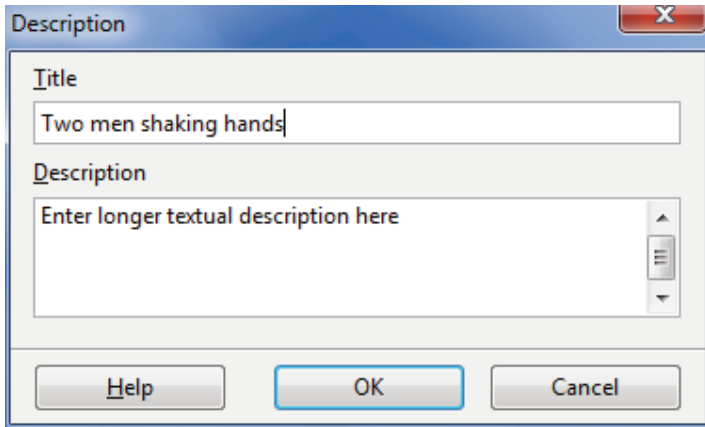 Description
Title
Two men shaking hands
Description
Enter longer textual description here
Help
OK
Cancel